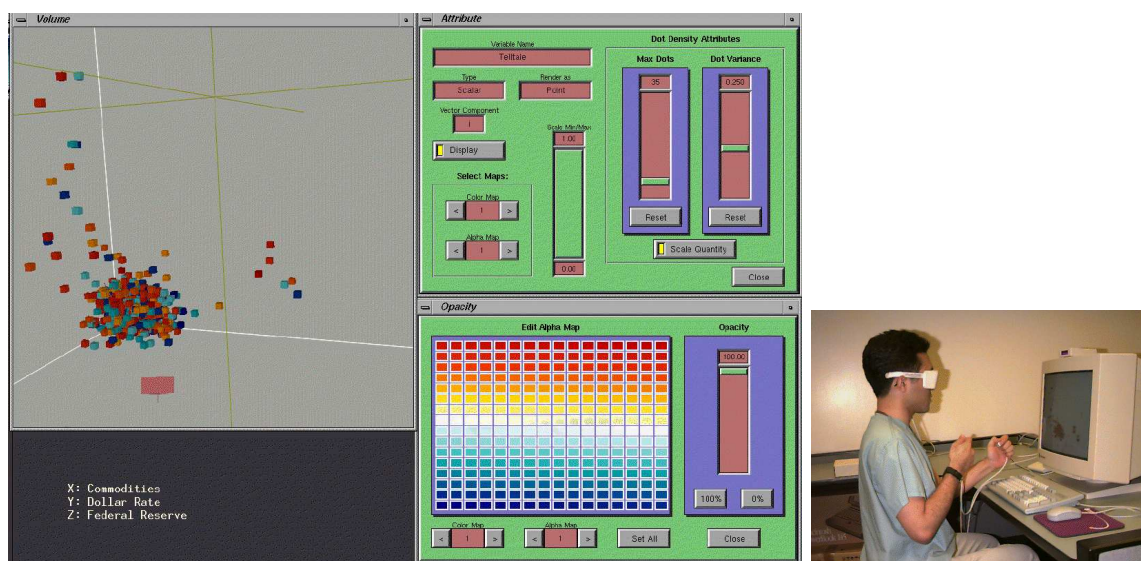 Volume
X: Commodities
Y: Dollar Rate
Z: Federal Reserve
Attribute
Variable Name
Telltale
Type
Scalar
Render as
Point
Vector Component
Display
Select Maps:
Color Map
< 1 >
Alpha Map
< 1 >
Scale Min/Max
1.00
0.00
Dot Density Attributes
Max Dots
35
Reset
Dot Variance
0.250
Reset
Scale Quantity
Close
Opacity
Edit Alpha Map
Color Map
< 1 >
Alpha Map
< 1 >
Set All
Opacity
100.00
100%
0%
Close